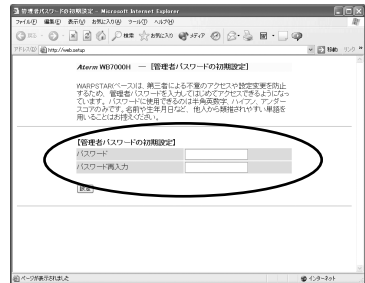 管理者パスワードの初期設定 - Microsoft Internet Explorer
ファイル(F) 編集(E) 表示(V) お気に入り(A) ツール(T) ヘルプ(H)
戻る 検索 お気に入り メディア
アドレス(D) http://web.setup 移動 リンク
Aterm WB7000H ― [管理者パスワードの初期設定]
WARPSTAR(ベース)は、第三者による不意のアクセスや設定変更を防止
するため、管理者パスワードを入力してはじめてアクセスできるようになっ
ています。パスワードに使用できるのは半角英数字、ハイフン、アンダー
スコアのみです。名前や生年月日など、他人から類推されやすい単語を
用いることはお控えください。
【管理者パスワードの初期設定】
パスワード
パスワード再入力
設定
ページが表示されました インターネット